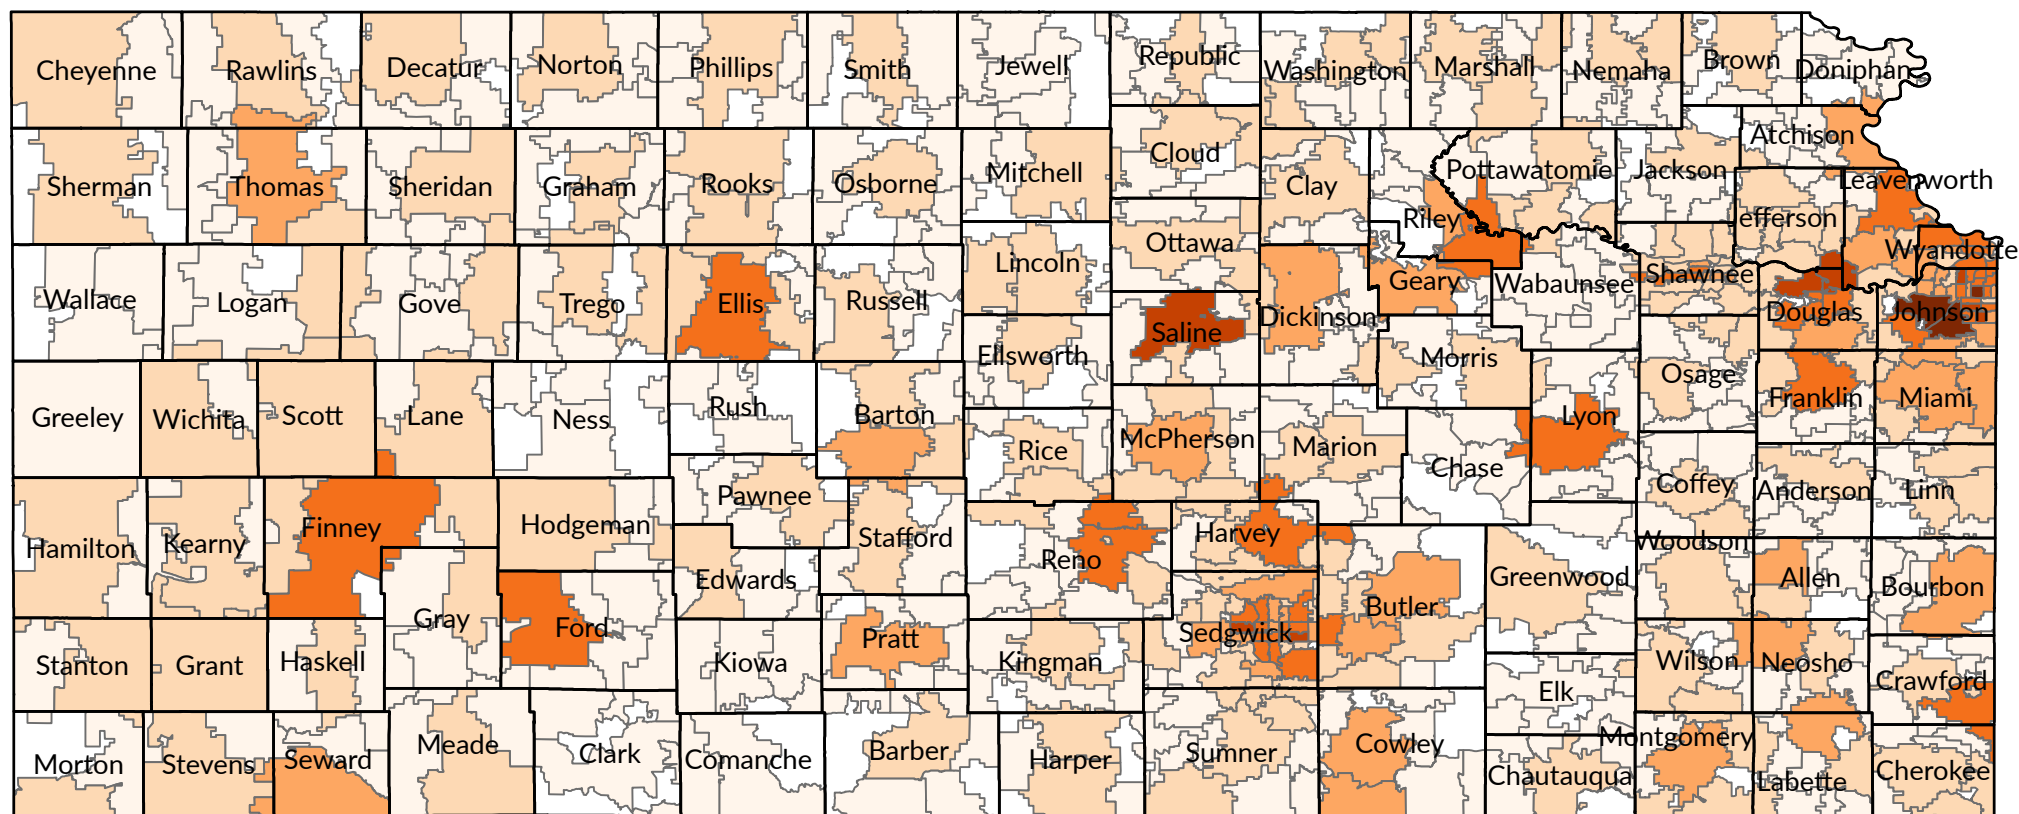 Cheyenne
Rawlins
Decatur
Norton
Phillips
Smith
Jewell
Republic
Washington
Marshall
Nemaha
Brown
Doniphan
Sherman
Thomas
Sheridan
Graham
Rooks
Osborne
Mitchell
Cloud
Clay
Riley
Pottawatomie
Jackson
Atchison
efferson
Leavenworth
Wyandotte
Wallace
Logan
Gove
Trego
Ellis
Russell
Lincoln
Ottawa
Saline
Dickinson
Geary
Wabaunsee
Shawnee
Douglas
Johnson
Greeley
Wichita
Scott
Lane
Ness
Rush
Barton
Ellsworth
Rice
McPherson
Marion
Morris
Chase
Lyon
Osage
Franklin
Miami
Hamilton
Kearny
Finney
Hodgeman
Pawnee
Stafford
Edwards
Reno
Harvey
Coffey
Anderson
Linn
Woodson
Allen
Bourbon
Greenwood
Butler
Sedgwick
Gray
Ford
Pratt
Kiowa
Kingman
Stanton
Grant
Haskell
Wilson
Neosho
Crawford
Elk
Morton
Stevens
Seward
Meade
Clark
Comanche
Barber
Harper
Sumner
Cowley
Chautauqua
Montgomery
Labette
Cherokee